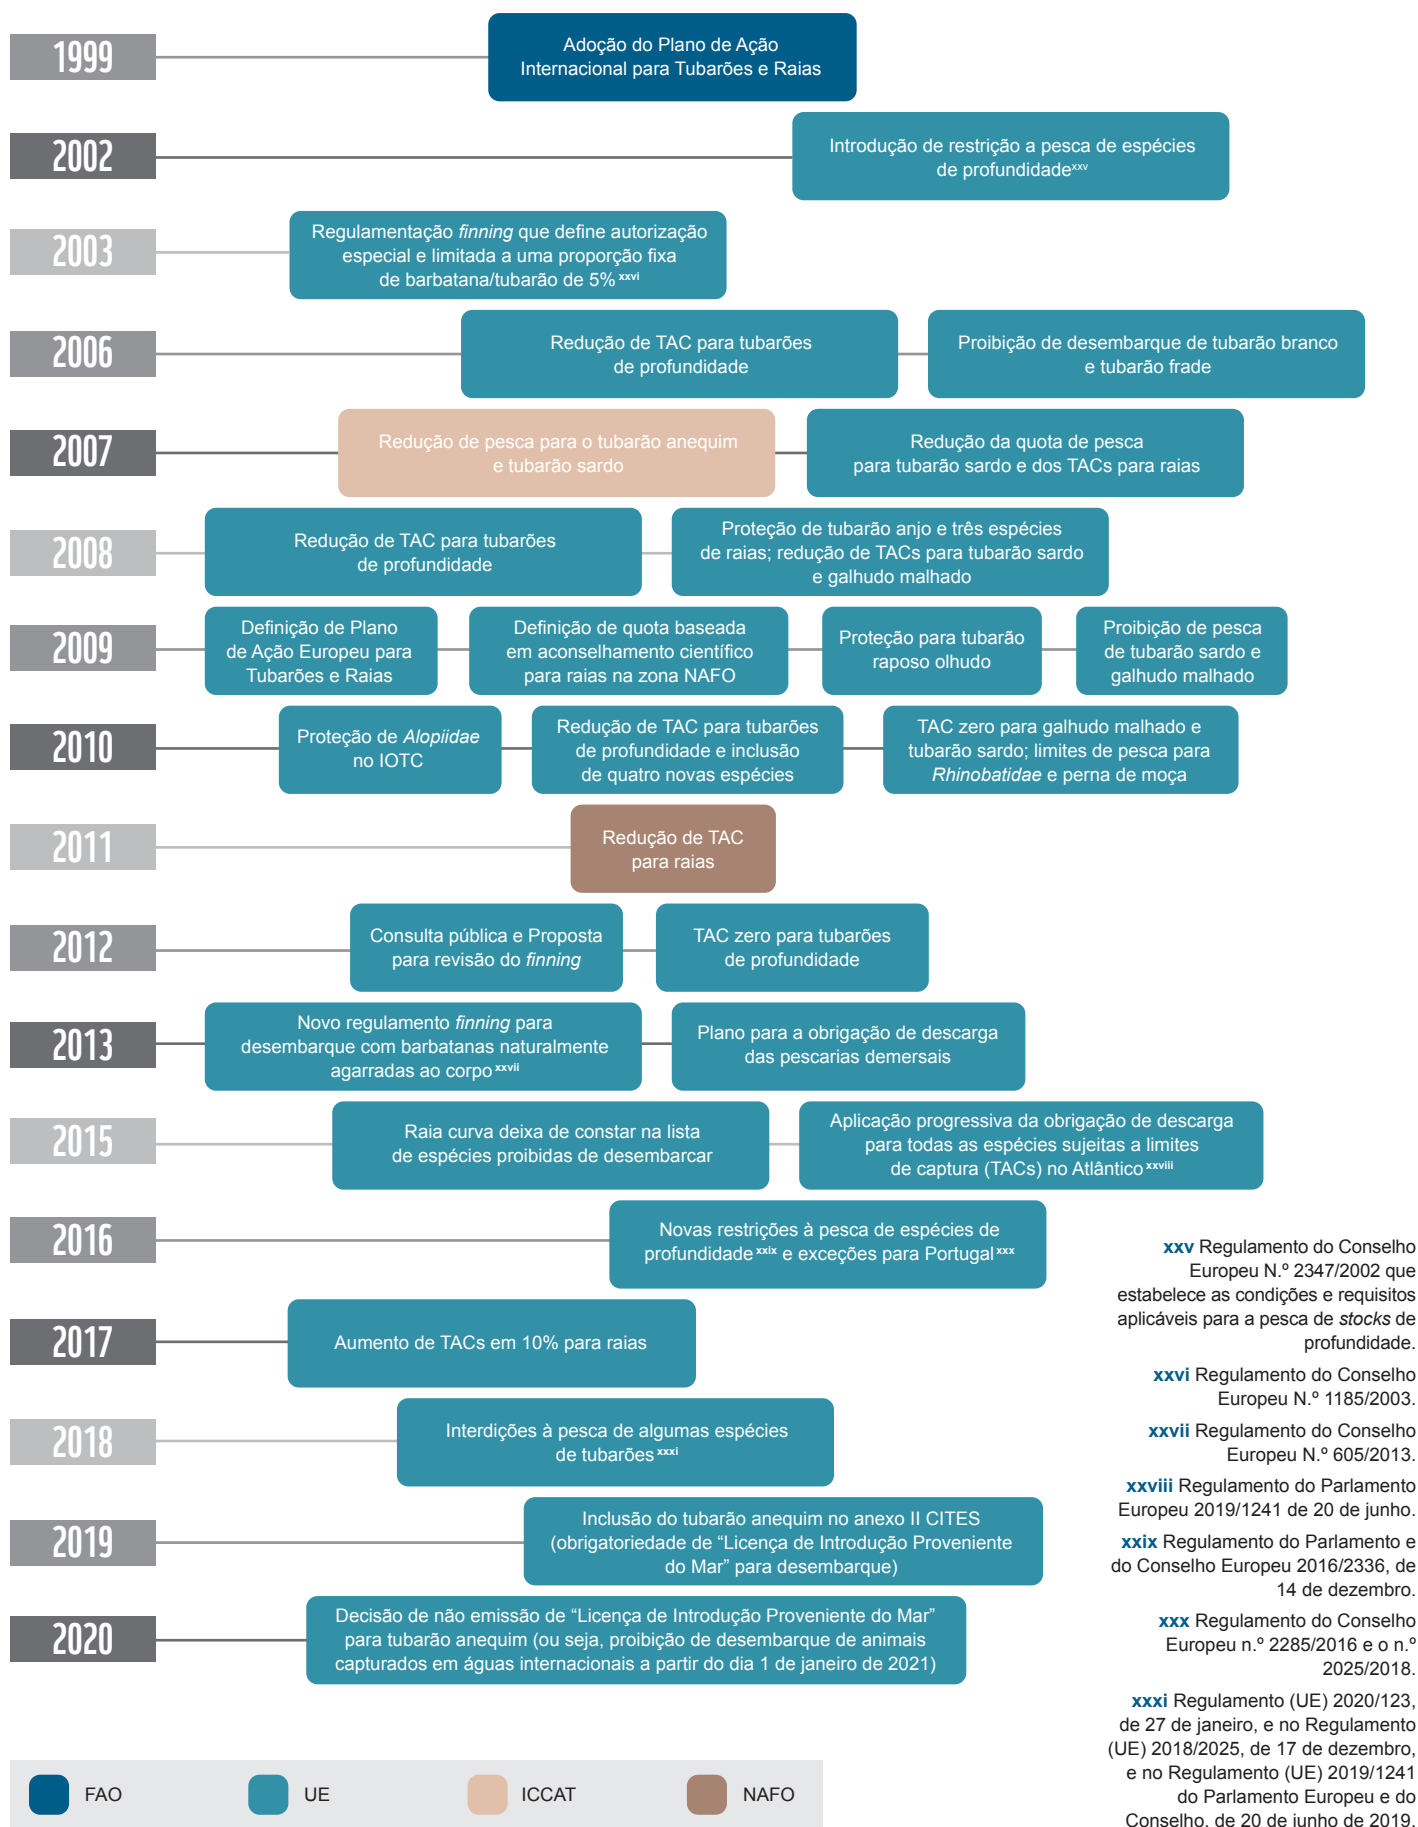 1999
Adoção do Plano de Ação
Internacional para Tubarões e Raias
2002
Introdução de restrição a pesca de espécies
de profundidadexxv
2003
Regulamentação finning que define autorização
especial e limitada a uma proporção fixa
de barbatana/tubarão de 5% xxvi
2006
Redução de TAC para tubarões
de profundidade
Proibição de desembarque de tubarão branco
e tubarão frade
2007
Redução de pesca para o tubarão anequim
e tubarão sardo
Redução da quota de pesca
para tubarão sardo e dos TACs para raias
2008
Redução de TAC para tubarões
de profundidade
Proteção de tubarão anjo e três espécies
de raias; redução de TACs para tubarão sardo
e galhudo malhado
2009
Definição de Plano
de Ação Europeu para
Tubarões e Raias
Definição de quota baseada
em aconselhamento científico
para raias na zona NAFO
Proteção para tubarão
raposo olhudo
Proibição de pesca
de tubarão sardo e
galhudo malhado
2010
Proteção de Alopiidae
no IOTC
Redução de TAC para tubarões
de profundidade e inclusão
de quatro novas espécies
TAC zero para galhudo malhado e
tubarão sardo; limites de pesca para
Rhinobatidae e perna de moça
2011
Redução de TAC
para raias
2012
Consulta pública e Proposta
para revisão do finning
TAC zero para tubarões
de profundidade
2013
Novo regulamento finning para
desembarque com barbatanas naturalmente
agarradas ao corpo xxvii
Plano para a obrigação de descarga
das pescarias demersais
2015
Raia curva deixa de constar na lista
de espécies proibidas de desembarcar
Aplicação progressiva da obrigação de descarga
para todas as espécies sujeitas a limites
de captura (TACs) no Atlântico xxviii
2016
Novas restrições à pesca de espécies de
profundidade xxix e exceções para Portugal xxx
2017
Aumento de TACs em 10% para raias
2018
Interdições à pesca de algumas espécies
de tubarões xxxi
2019
Inclusão do tubarão anequim no anexo II CITES
(obrigatoriedade de “Licença de Introdução Proveniente
do Mar” para desembarque)
2020
Decisão de não emissão de “Licença de Introdução Proveniente do Mar”
para tubarão anequim (ou seja, proibição de desembarque de animais
capturados em águas internacionais a partir do dia 1 de janeiro de 2021)
xxv Regulamento do Conselho
Europeu N.º 2347/2002 que
estabelece as condições e requisitos
aplicáveis para a pesca de stocks de
profundidade.
xxvi Regulamento do Conselho
Europeu N.º 1185/2003.
xxvii Regulamento do Conselho
Europeu N.º 605/2013.
xxviii Regulamento do Parlamento
Europeu 2019/1241 de 20 de junho.
xxix Regulamento do Parlamento e
do Conselho Europeu 2016/2336, de
14 de dezembro.
xxx Regulamento do Conselho
Europeu n.º 2285/2016 e o n.º
2025/2018.
xxxi Regulamento (UE) 2020/123,
de 27 de janeiro, e no Regulamento
(UE) 2018/2025, de 17 de dezembro,
e no Regulamento (UE) 2019/1241
do Parlamento Europeu e do
Conselho, de 20 de junho de 2019.
FAO
UE
ICCAT
NAFO